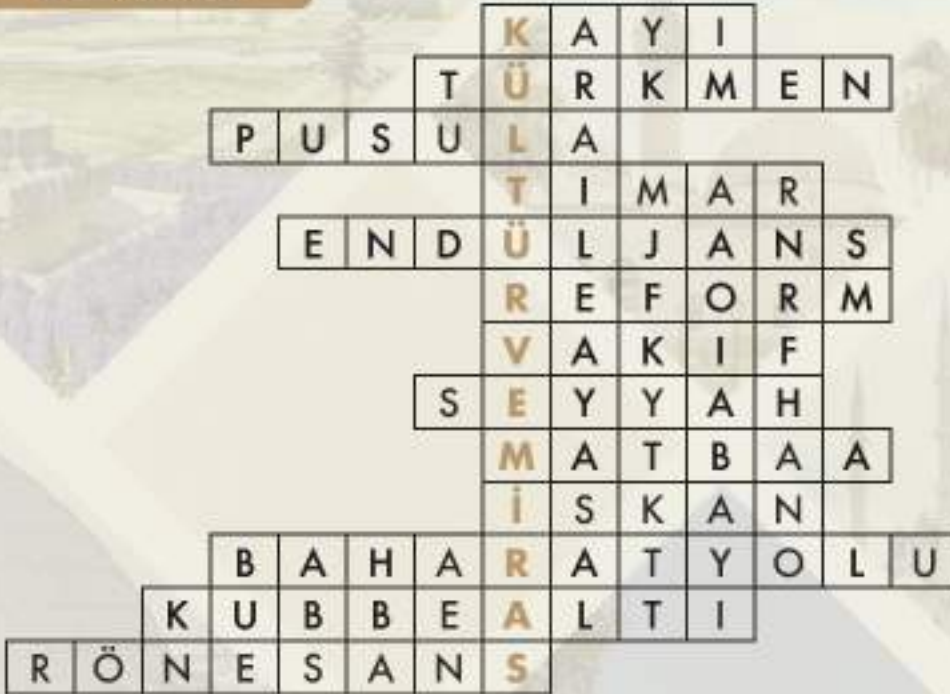 KAYI
TÜRKMEN
PUSULA
TIMAR
ENDÜLJANS
REFORM
VAKIF
SEYYAH
MATBAA
İSKAN
BAHARATYOLU
KUBBEALTI
RÖNESANS